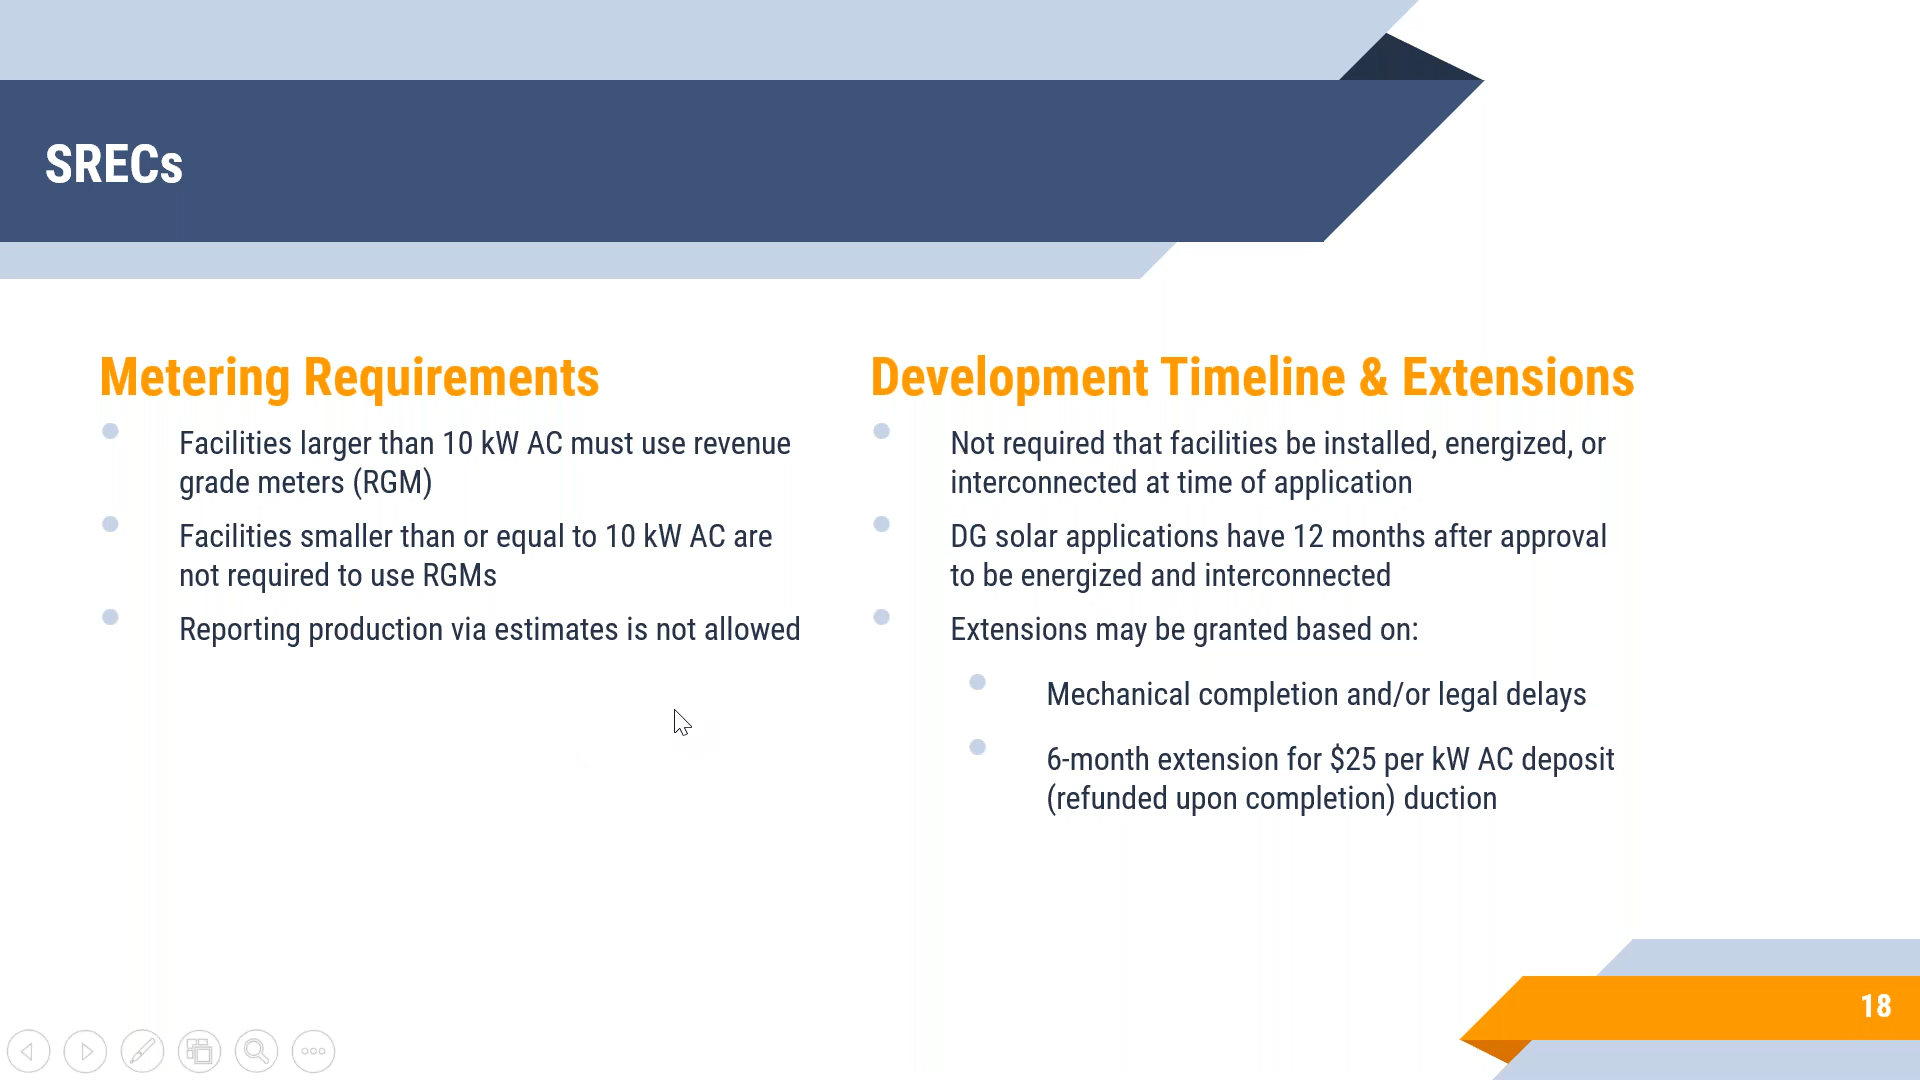 SRECs
Metering Requirements
Facilities larger than 10 kW AC must use revenue
grade meters (RGM)
Facilities smaller than or equal to 10 kW AC are
not required to use RGMs
Reporting production via estimates is not allowed
Development Timeline & Extensions
Not required that facilities be installed, energized, or
interconnected at time of application
DG solar applications have 12 months after approval
to be energized and interconnected
Extensions may be granted based on:
Mechanical completion and/or legal delays
6-month extension for $25 per kW AC deposit
(refunded upon completion) duction
18